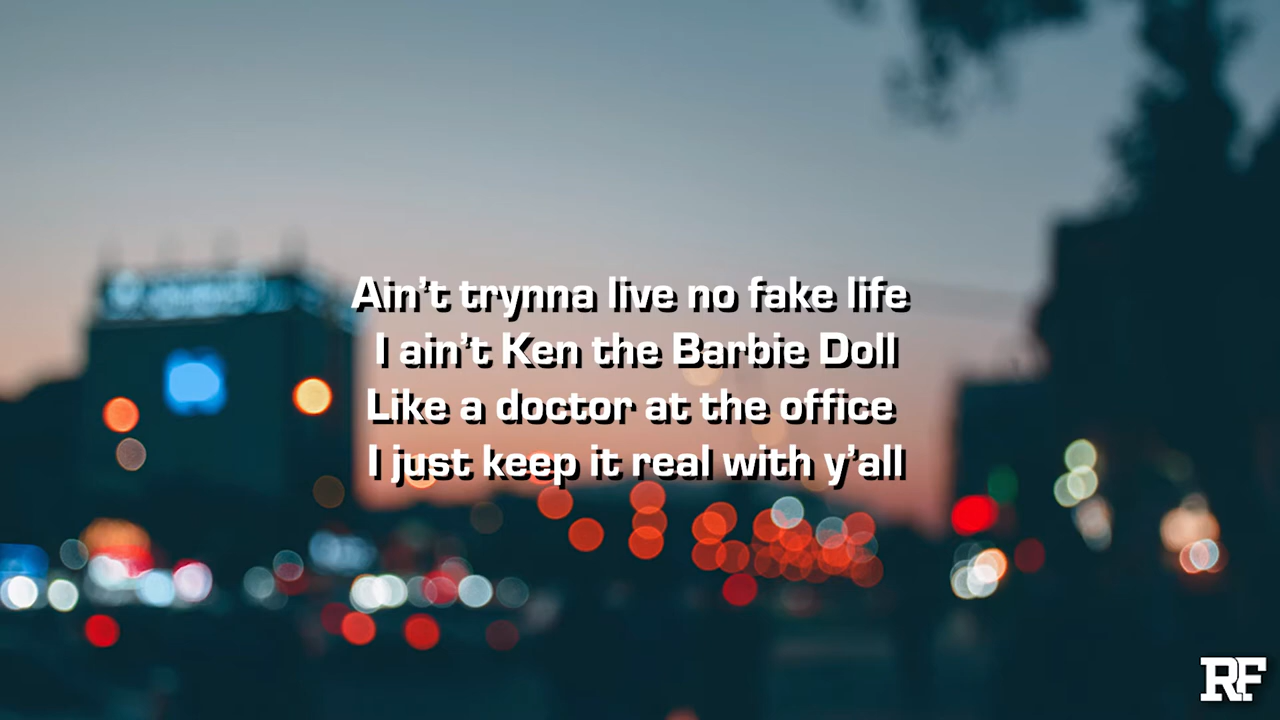 Ain’t trynna live no fake life
I ain’t Ken the Barbie Doll
Like a doctor at the office
I just keep it real with y’all
RF